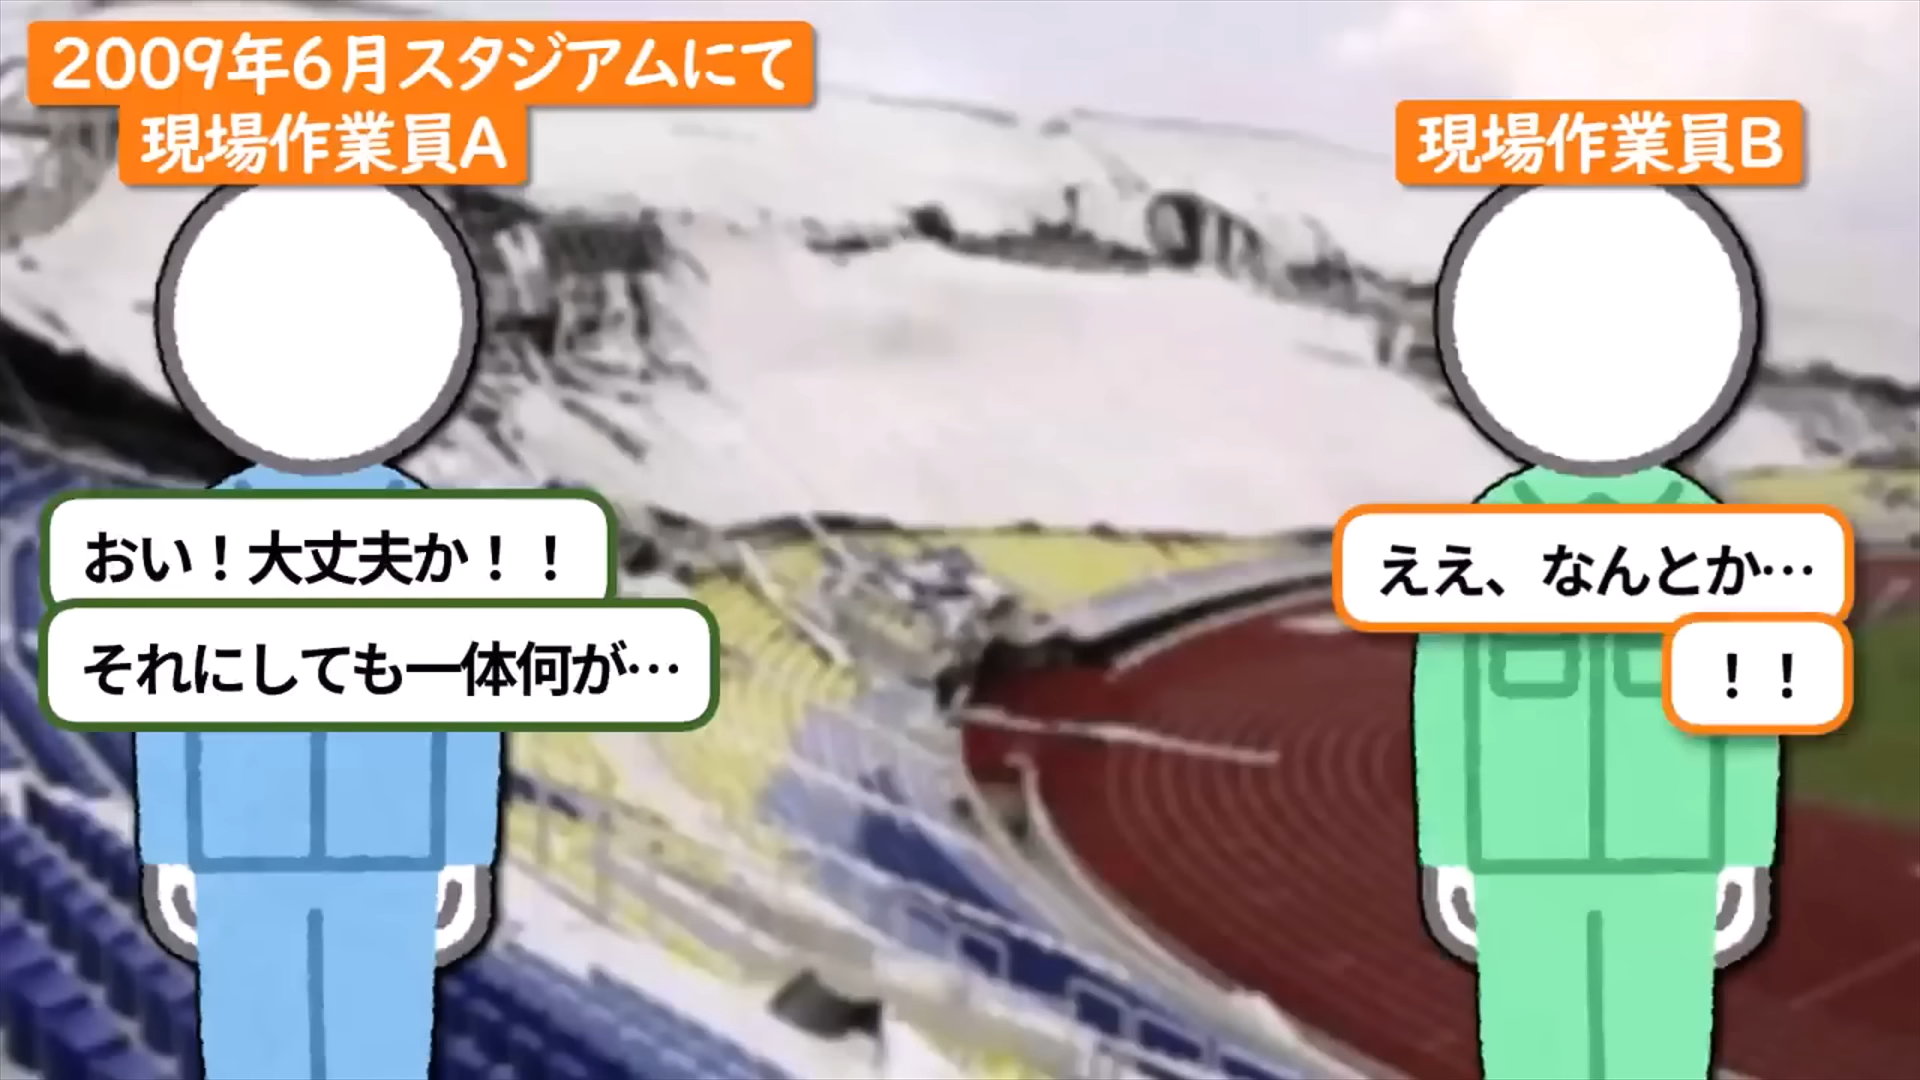 2009年6月スタジアムにて
現場作業員A
現場作業員B
おい！大丈夫か！！
それにしても一体何が…
ええ、なんとか…
！！